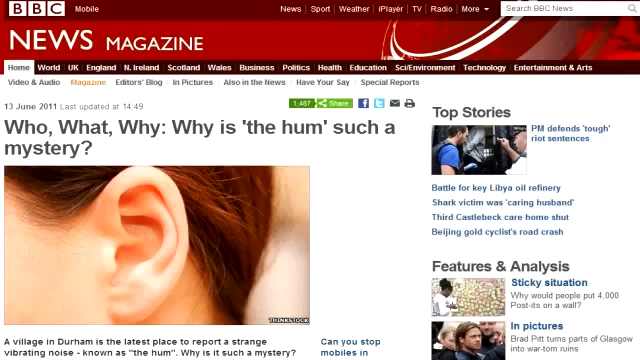 BBC Mobile News Sport Weather iPlayer TV Radio More Search BBC News
NEWS MAGAZINE
Home World UK England N. Ireland Scotland Wales Business Politics Health Education Sci/Environment Technology Entertainment & Arts
Video & Audio Magazine Editors' Blog In Pictures Also in the News Have Your Say Special Reports
13 June 2011 Last updated at 14:49
1,487 Share
Who, What, Why: Why is 'the hum' such a
mystery?
THINKSTOCK
A village in Durham is the latest place to report a strange
vibrating noise - known as "the hum". Why is it such a mystery?
Can you stop
mobiles in
Top Stories
PM defends 'tough'
riot sentences
Battle for key Libya oil refinery
Shark victim was 'caring husband'
Third Castlebeck care home shut
Beijing gold cyclist's road crash
Features & Analysis
Sticky situation
Why would people put 4,000
Post-its on a wall?
In pictures
Brad Pitt turns parts of Glasgow
into war-torn ruins